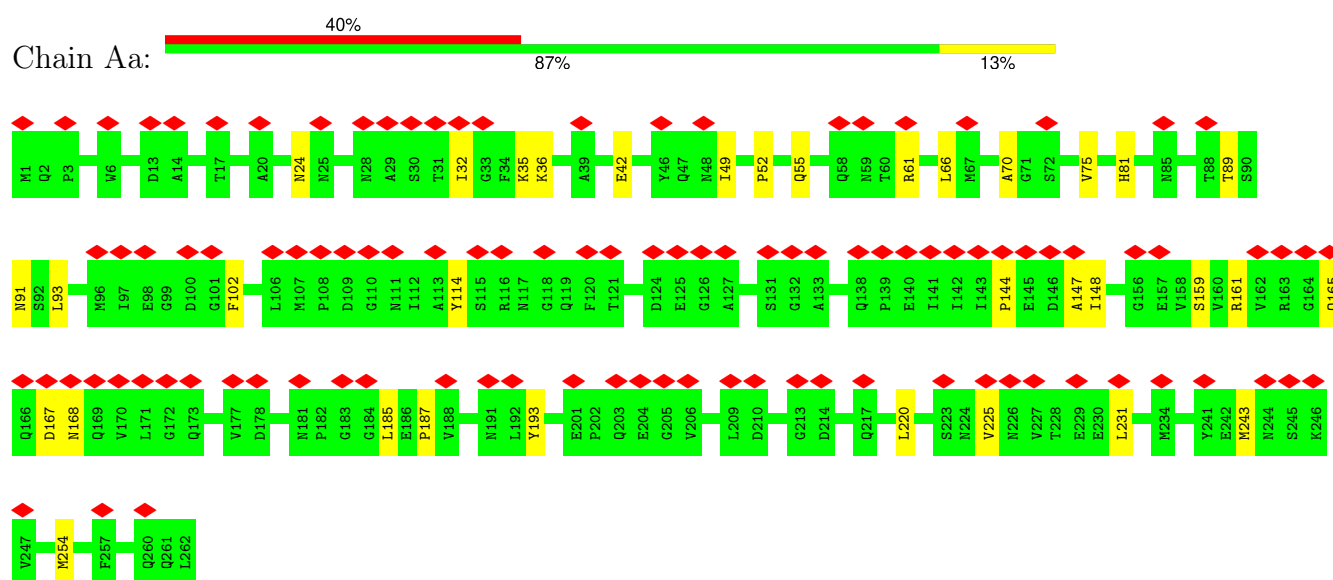 40%
Chain Aa:
87% 13%
M1 Q2 P3 W6 D13 A14 T17 A20 N24 N25 N28 A29 S30 T31 I32 G33 F34 K35 K36 A39 E42 Y46 Q47 N48 I49 P52 Q55 Q58 N59 T60 R61 L66 M67 A70 G71 S72 V75 H81 N85 T88 T89 S90
N91 S92 L93 M96 I97 E98 G99 D100 G101 F102 L106 M107 P108 D109 G110 N111 I112 A113 Y114 S115 R116 N117 G118 Q119 F120 T121 D124 E125 G126 A127 S131 G132 A133 Q138 P139 E140 I141 I142 I143 P144 E145 D146 A147 I148 G156 E157 V158 S159 V160 R161 V162 R163 G164 Q165
Q166 D167 N168 Q169 V170 L171 G172 Q173 V177 D178 N181 P182 G183 G184 L185 E186 P187 V188 N191 L192 Y193 E201 P202 Q203 E204 G205 V206 L209 D210 G213 D214 Q217 L220 S223 N224 V225 N226 V227 T228 E229 E230 L231 M234 Y241 E242 M243 N244 S245 K246
V247 M254 F257 Q260 Q261 L262